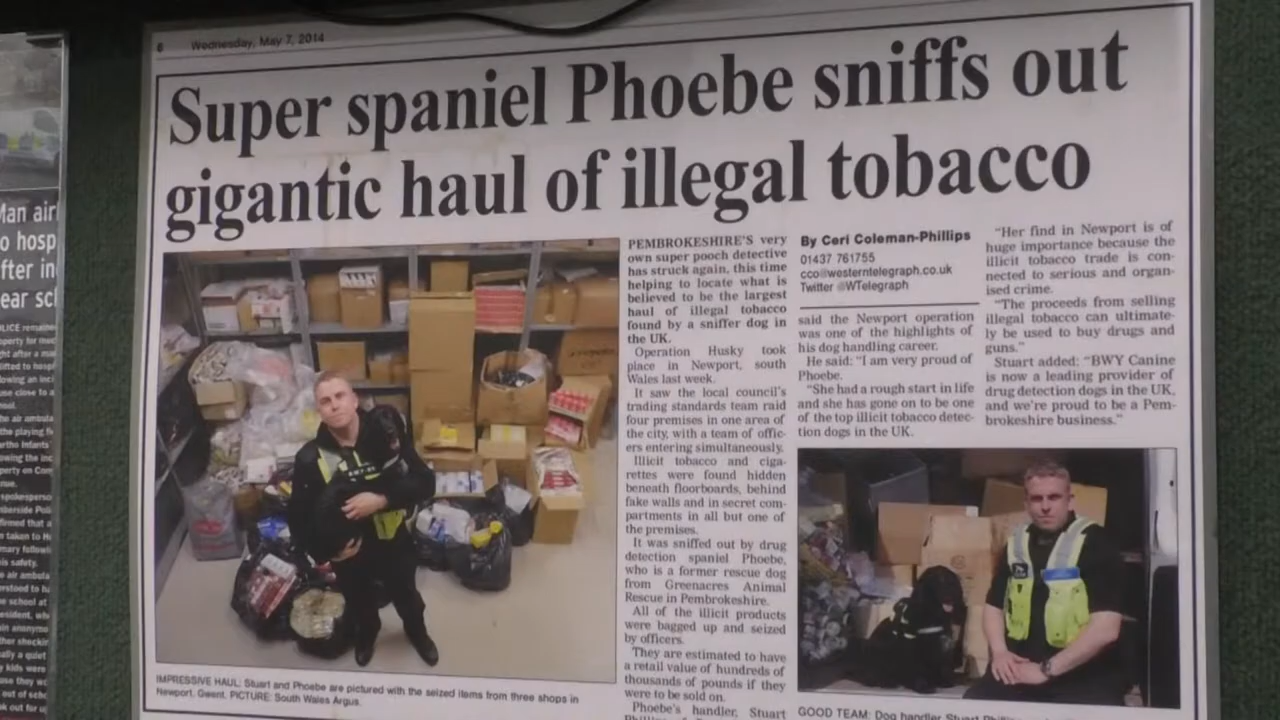 6 Wednesday, May 7, 2014
Super spaniel Phoebe sniffs out
gigantic haul of illegal tobacco
PEMBROKESHIRE'S very
own super pooch detective
has struck again, this time
helping to locate what is
believed to be the largest
haul of illegal tobacco
found by a sniffer dog in
the UK.
Operation Husky took
place in Newport, south
Wales last week.
It saw the local council's
trading standards team raid
four premises in one area of
the city, with a team of offic-
ers entering simultaneously.
Illicit tobacco and ciga-
rettes were found hidden
beneath floorboards, behind
fake walls and in secret com-
partments in all but one of
the premises.
It was sniffed out by drug
detection spaniel Phoebe,
who is a former rescue dog
from Greenacres Animal
Rescue in Pembrokeshire.
All of the illicit products
were bagged up and seized
by officers.
They are estimated to have
a retail value of hundreds of
thousands of pounds if they
were to be sold on.
Phoebe's handler, Stuart
By Ceri Coleman-Phillips
01437 761755
cco@westerntelegraph.co.uk
Twitter @WTelegraph
said the Newport operation
was one of the highlights of
his dog handling career.
He said: "I am very proud of
Phoebe.
"She had a rough start in life
and she has gone on to be one
of the top illicit tobacco detec-
tion dogs in the UK.
"Her find in Newport is of
huge importance because the
illicit tobacco trade is con-
nected to serious and organ-
ised crime.
"The proceeds from selling
illegal tobacco can ultimate-
ly be used to buy drugs and
guns."
Stuart added: "BWY Canine
is now a leading provider of
drug detection dogs in the UK,
and we're proud to be a Pem-
brokeshire business."
IMPRESSIVE HAUL: Stuart and Phoebe are pictured with the seized items from three shops in
Newport, Gwent. PICTURE: South Wales Argus.
GOOD TEAM: Dog handler Stuart
Man air
o hosp
fter in
ear sc